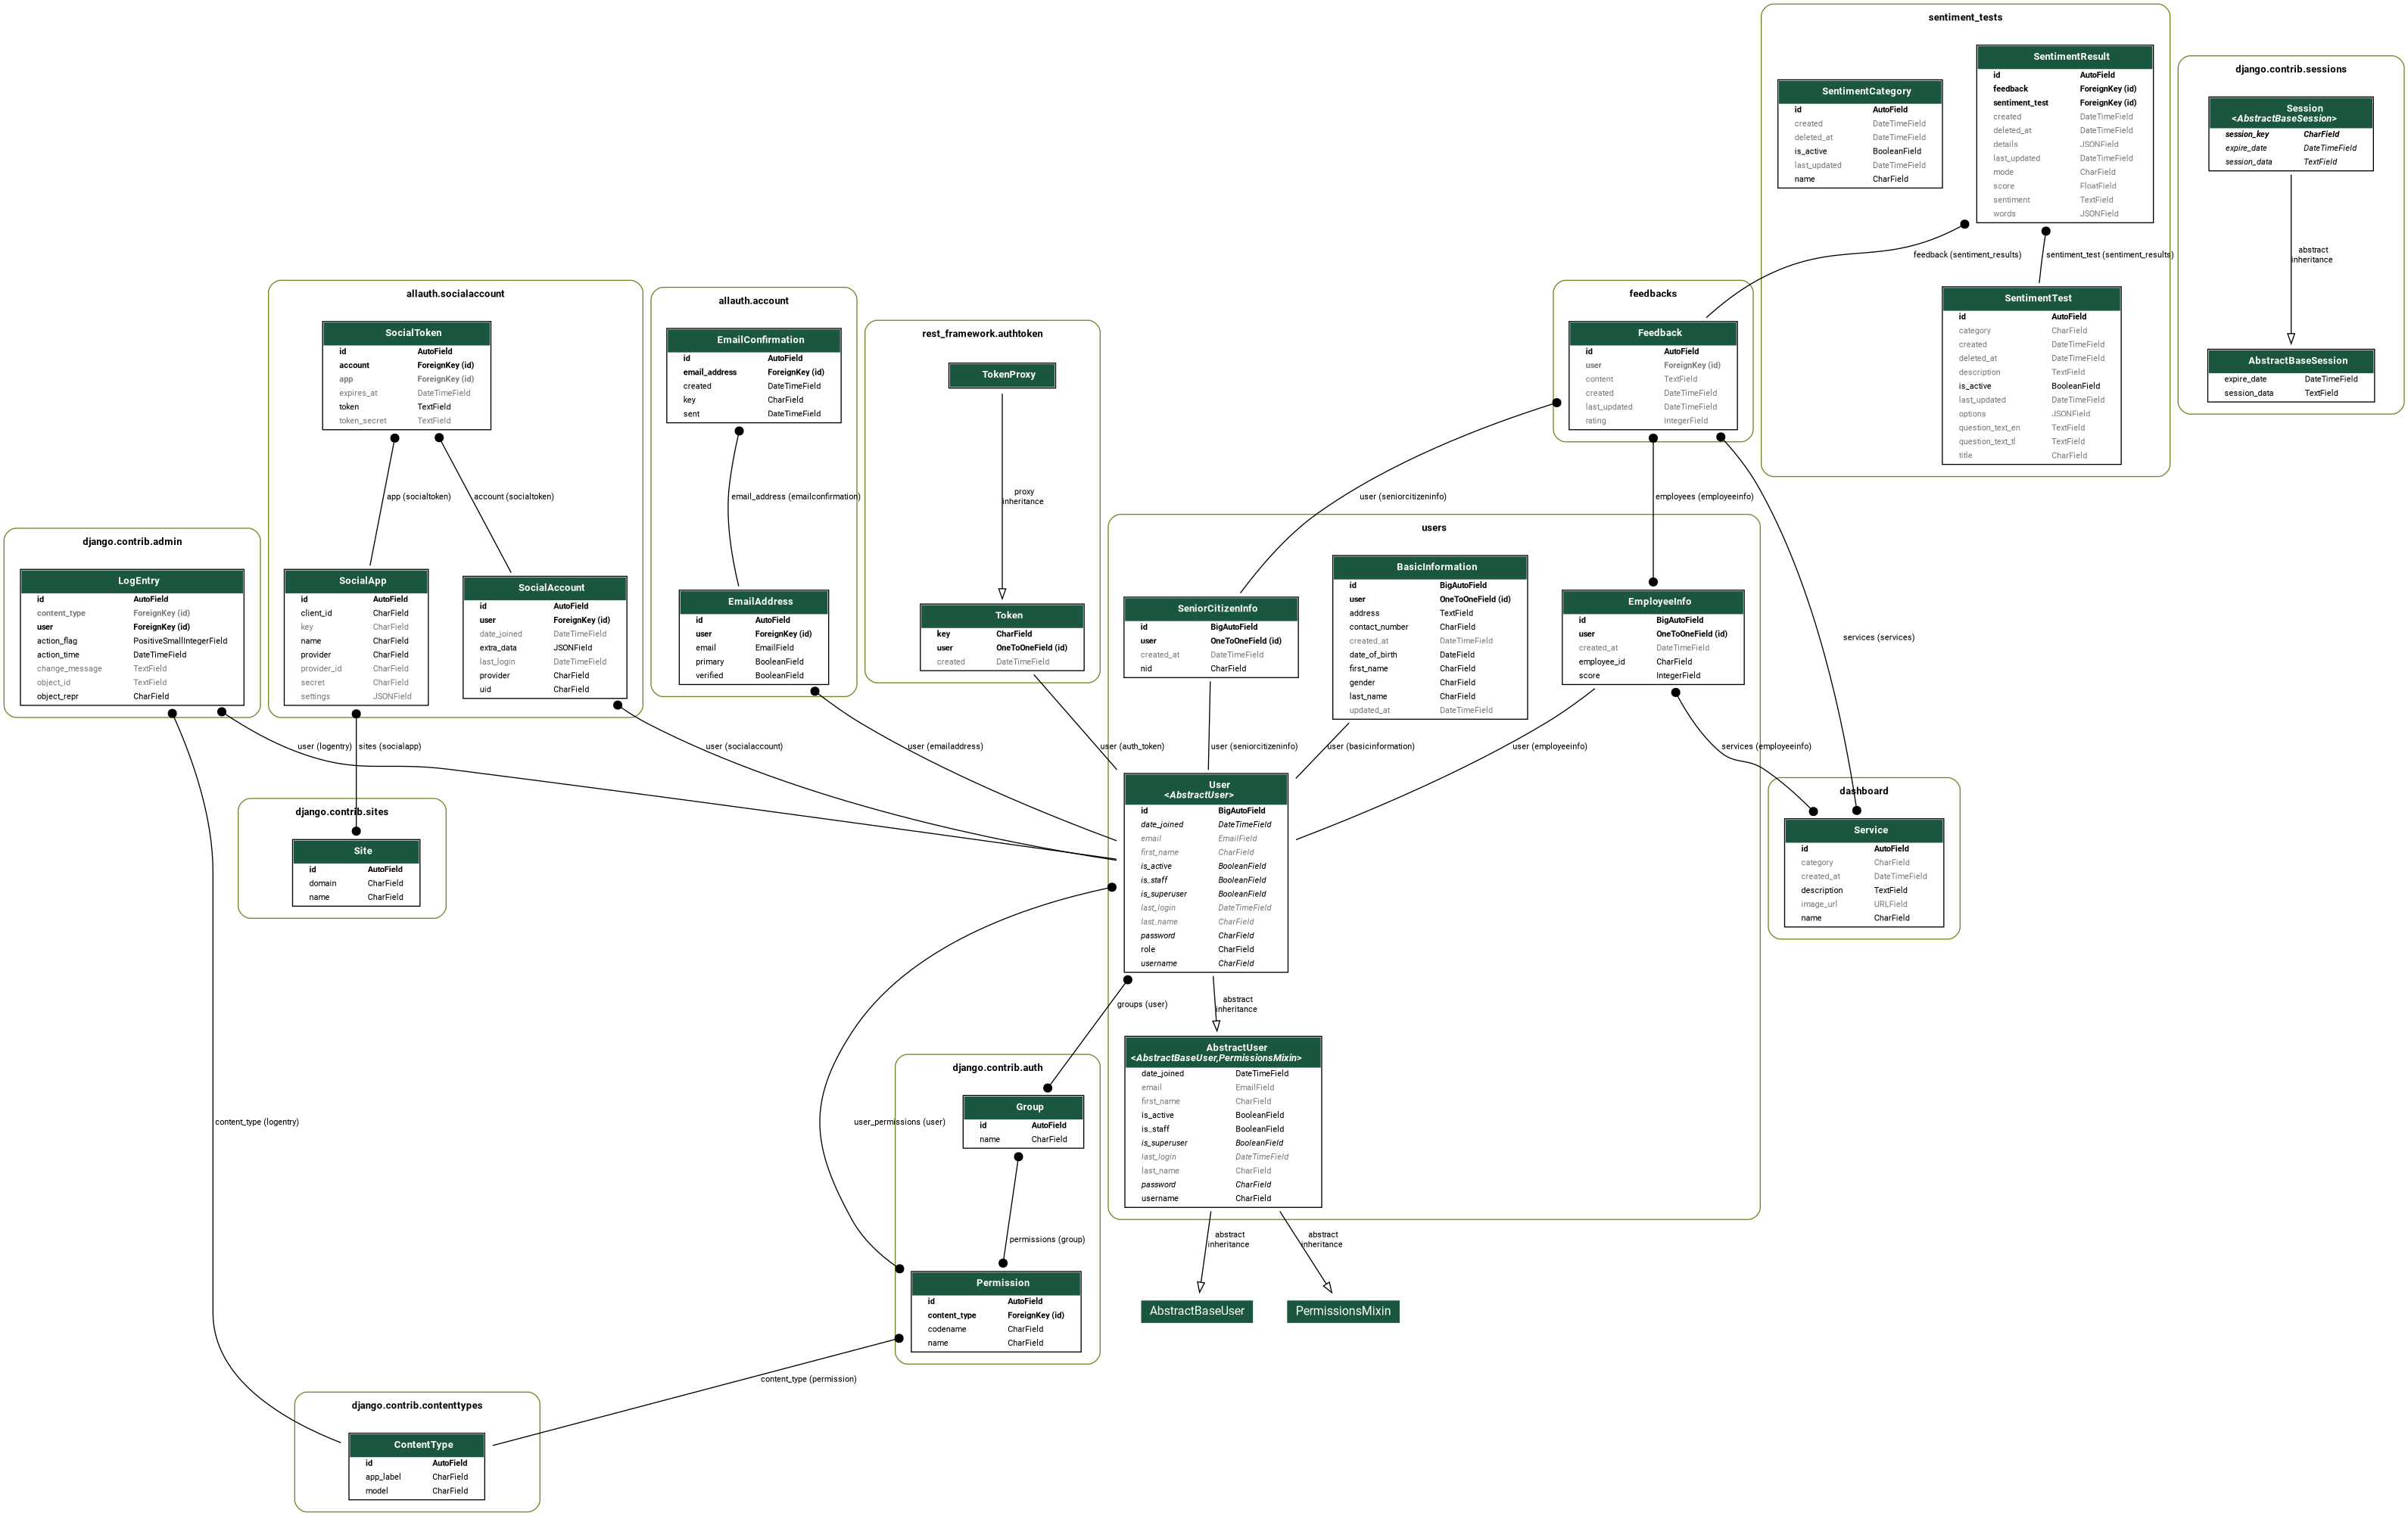 sentiment_tests
SentimentCategory
id AutoField
created DateTimeField
deleted_at DateTimeField
is_active BooleanField
last_updated DateTimeField
name CharField
SentimentResult
id AutoField
feedback ForeignKey (id)
sentiment_test ForeignKey (id)
created DateTimeField
deleted_at DateTimeField
details JSONField
last_updated DateTimeField
mode CharField
score FloatField
sentiment TextField
words JSONField
feedback (sentiment_results)
sentiment_test (sentiment_results)
SentimentTest
id AutoField
category CharField
created DateTimeField
deleted_at DateTimeField
description TextField
is_active BooleanField
last_updated DateTimeField
options JSONField
question_text_en TextField
question_text_tl TextField
title CharField
django.contrib.sessions
Session
<AbstractBaseSession>
session_key CharField
expire_date DateTimeField
session_data TextField
abstract
inheritance
AbstractBaseSession
expire_date DateTimeField
session_data TextField
allauth.socialaccount
SocialToken
id AutoField
account ForeignKey (id)
app ForeignKey (id)
expires_at DateTimeField
token TextField
token_secret TextField
app (socialtoken)
account (socialtoken)
SocialApp
id AutoField
client_id CharField
key CharField
name CharField
provider CharField
provider_id CharField
secret CharField
settings JSONField
SocialAccount
id AutoField
user ForeignKey (id)
date_joined DateTimeField
extra_data JSONField
last_login DateTimeField
provider CharField
uid CharField
allauth.account
EmailConfirmation
id AutoField
email_address ForeignKey (id)
created DateTimeField
key CharField
sent DateTimeField
email_address (emailconfirmation)
EmailAddress
id AutoField
user ForeignKey (id)
email EmailField
primary BooleanField
verified BooleanField
rest_framework.authtoken
TokenProxy
proxy
inheritance
Token
key CharField
user OneToOneField (id)
created DateTimeField
feedbacks
Feedback
id AutoField
user ForeignKey (id)
content TextField
created DateTimeField
last_updated DateTimeField
rating IntegerField
user (seniorcitizeninfo)
employees (employeeinfo)
services (services)
django.contrib.admin
LogEntry
id AutoField
content_type ForeignKey (id)
user ForeignKey (id)
action_flag PositiveSmallIntegerField
action_time DateTimeField
change_message TextField
object_id TextField
object_repr CharField
users
SeniorCitizenInfo
id BigAutoField
user OneToOneField (id)
created_at DateTimeField
nid CharField
BasicInformation
id BigAutoField
user OneToOneField (id)
address TextField
contact_number CharField
created_at DateTimeField
date_of_birth DateField
first_name CharField
gender CharField
last_name CharField
updated_at DateTimeField
EmployeeInfo
id BigAutoField
user OneToOneField (id)
created_at DateTimeField
employee_id CharField
score IntegerField
user (logentry)
sites (socialapp)
user (socialaccount)
user (emailaddress)
user (auth_token)
user (seniorcitizeninfo)
user (basicinformation)
user (employeeinfo)
services (employeeinfo)
django.contrib.sites
Site
id AutoField
domain CharField
name CharField
User
<AbstractUser>
id BigAutoField
date_joined DateTimeField
email EmailField
first_name CharField
is_active BooleanField
is_staff BooleanField
is_superuser BooleanField
last_login DateTimeField
last_name CharField
password CharField
role CharField
username CharField
dashboard
Service
id AutoField
category CharField
created_at DateTimeField
description TextField
image_url URLField
name CharField
groups (user)
abstract
inheritance
AbstractUser
<AbstractBaseUser,PermissionsMixin>
date_joined DateTimeField
email EmailField
first_name CharField
is_active BooleanField
is_staff BooleanField
is_superuser BooleanField
last_login DateTimeField
last_name CharField
password CharField
username CharField
django.contrib.auth
Group
id AutoField
name CharField
content_type (logentry)
user_permissions (user)
permissions (group)
abstract
inheritance
abstract
inheritance
Permission
id AutoField
content_type ForeignKey (id)
codename CharField
name CharField
AbstractBaseUser
PermissionsMixin
content_type (permission)
django.contrib.contenttypes
ContentType
id AutoField
app_label CharField
model CharField